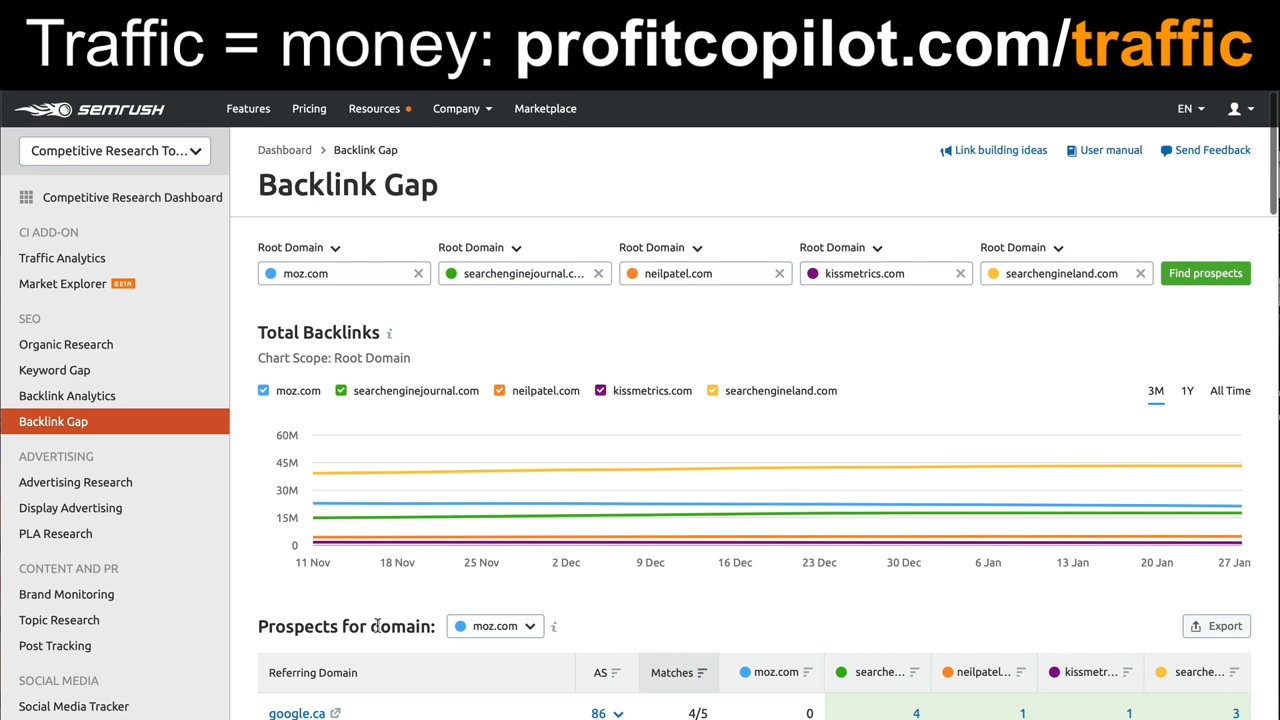 Traffic = money: profitcopilot.com/traffic
SEMRUSH Features Pricing Resources Company Marketplace EN
Competitive Research To...
Dashboard > Backlink Gap
Link building ideas User manual Send Feedback
Backlink Gap
Competitive Research Dashboard
CI ADD-ON
Traffic Analytics
Market Explorer BETA
SEO
Organic Research
Keyword Gap
Backlink Analytics
Backlink Gap
ADVERTISING
Advertising Research
Display Advertising
PLA Research
CONTENT AND PR
Brand Monitoring
Topic Research
Post Tracking
SOCIAL MEDIA
Social Media Tracker
Root Domain Root Domain Root Domain Root Domain Root Domain
moz.com searchenginejournal.c... neilpatel.com kissmetrics.com searchengineland.com Find prospects
Total Backlinks i
Chart Scope: Root Domain
moz.com searchenginejournal.com neilpatel.com kissmetrics.com searchengineland.com 3M 1Y All Time
60M
45M
30M
15M
0
11 Nov 18 Nov 25 Nov 2 Dec 9 Dec 16 Dec 23 Dec 30 Dec 6 Jan 13 Jan 20 Jan 27 Jan
Prospects for domain: moz.com i Export
Referring Domain AS Matches moz.com searche... neilpatel... kissmetr... searche...
google.ca 86 4/5 0 4 1 1 3